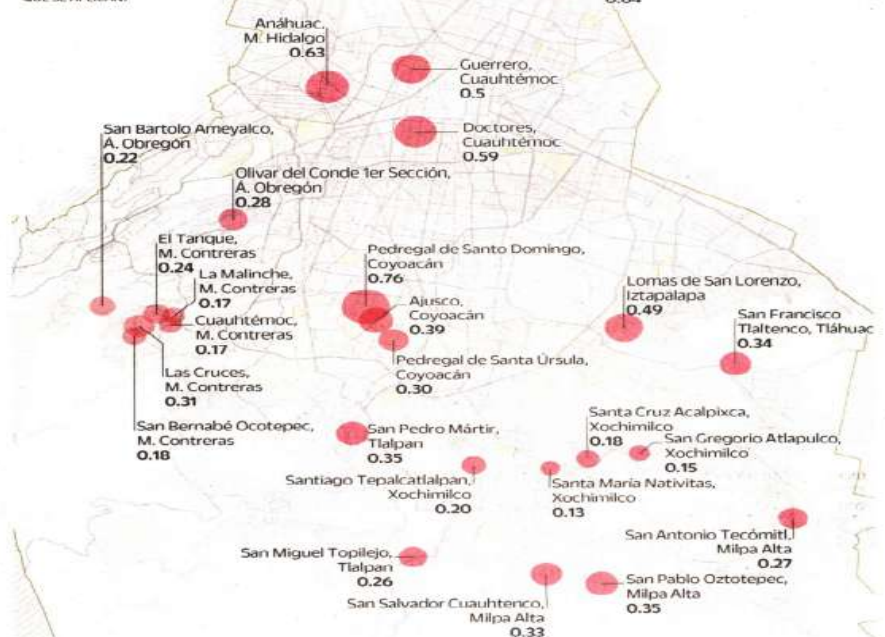 0.64
Anáhuac,
M. Hidalgo
0.63
Guerrero,
Cuauhtémoc
0.5
Doctores,
Cuauhtémoc
0.59
San Bartolo Ameyalco,
Á. Obregón
0.22
Olivar del Conde 1er Sección,
Á. Obregón
0.28
El Tanque,
M. Contreras
0.24
La Malinche,
M. Contreras
0.17
Cuauhtémoc,
M. Contreras
0.17
Las Cruces,
M. Contreras
0.31
San Bernabé Ocotepec,
M. Contreras
0.18
Pedregal de Santo Domingo,
Coyoacán
0.76
Ajusco,
Coyoacán
0.39
Pedregal de Santa Úrsula,
Coyoacán
0.30
Lomas de San Lorenzo,
Iztapalapa
0.49
San Francisco
Tlaltenco, Tláhuac
0.34
San Pedro Mártir,
Tlalpan
0.35
Santa Cruz Acalpixca,
Xochimilco
0.18
San Gregorio Atlapulco,
Xochimilco
0.15
Santiago Tepalcatlalpan,
Xochimilco
0.20
Santa María Nativitas,
Xochimilco
0.13
San Antonio Tecómitl,
Milpa Alta
0.27
San Miguel Topilejo,
Tlalpan
0.26
San Pablo Oztotepec,
Milpa Alta
0.35
San Salvador Cuauhtenco,
Milpa Alta
0.33